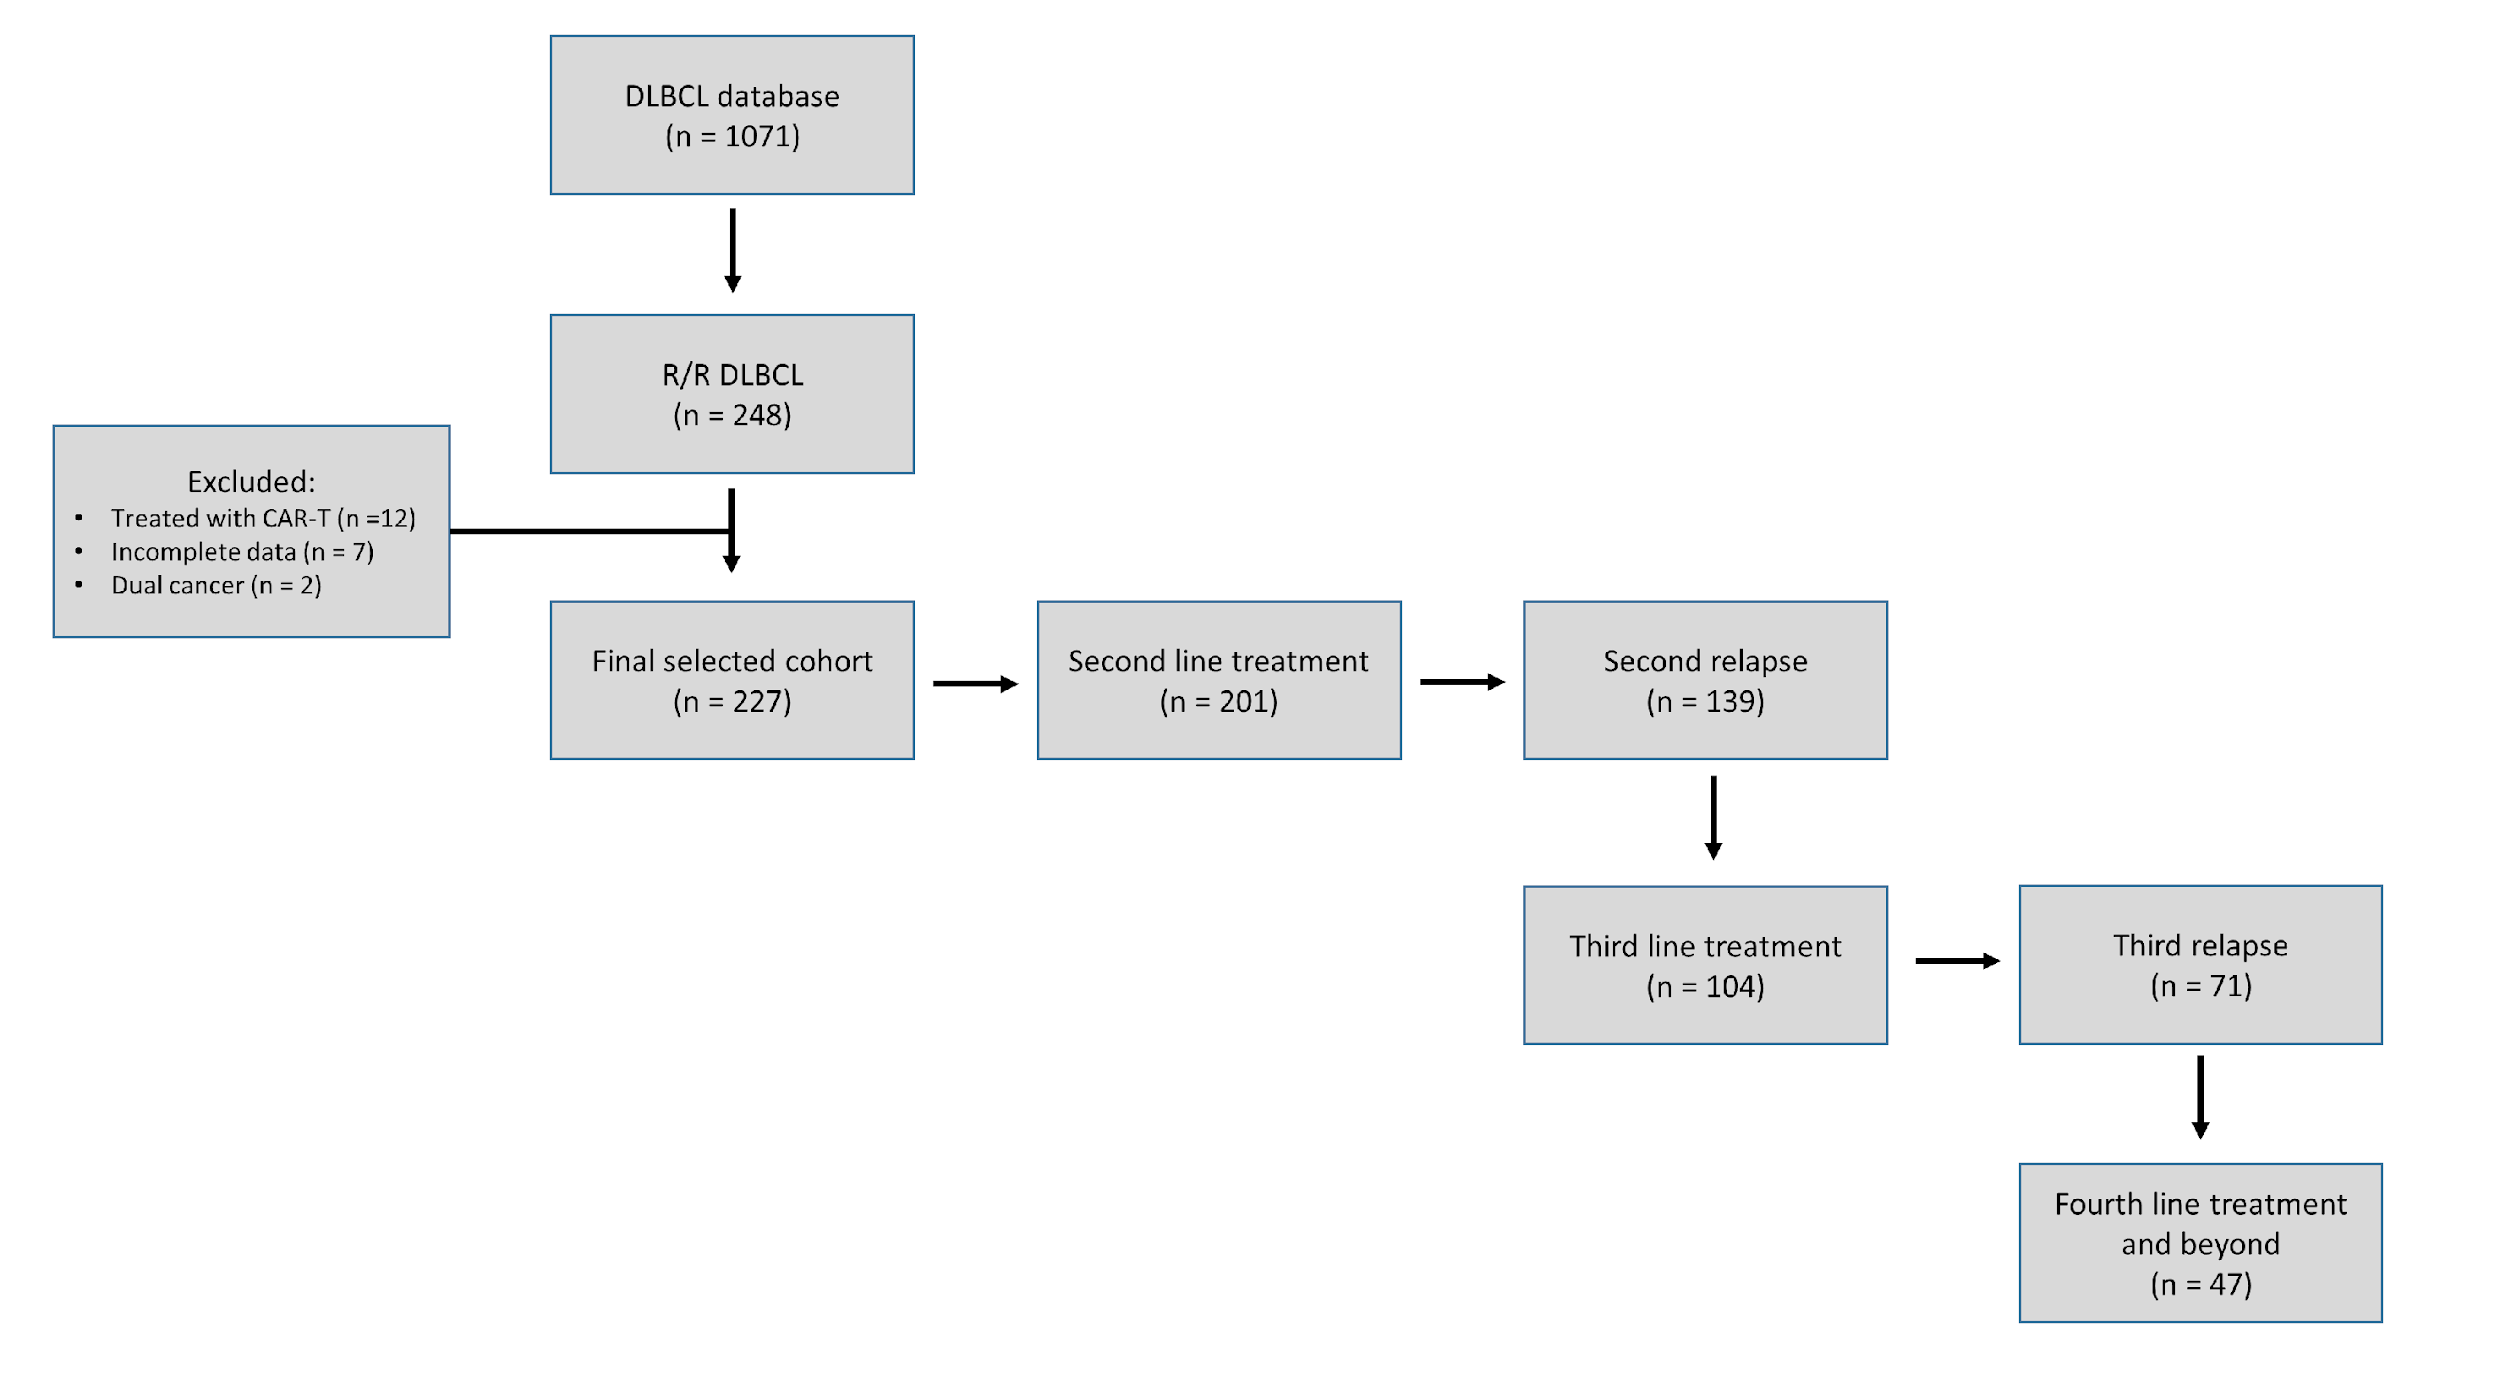 DLBCL database
(n = 1071)
R/R DLBCL
(n = 248)
Excluded:
• Treated with CAR-T (n =12)
• Incomplete data (n = 7)
• Dual cancer (n = 2)
Final selected cohort
(n = 227)
Second line treatment
(n = 201)
Second relapse
(n = 139)
Third line treatment
(n = 104)
Third relapse
(n = 71)
Fourth line treatment
and beyond
(n = 47)